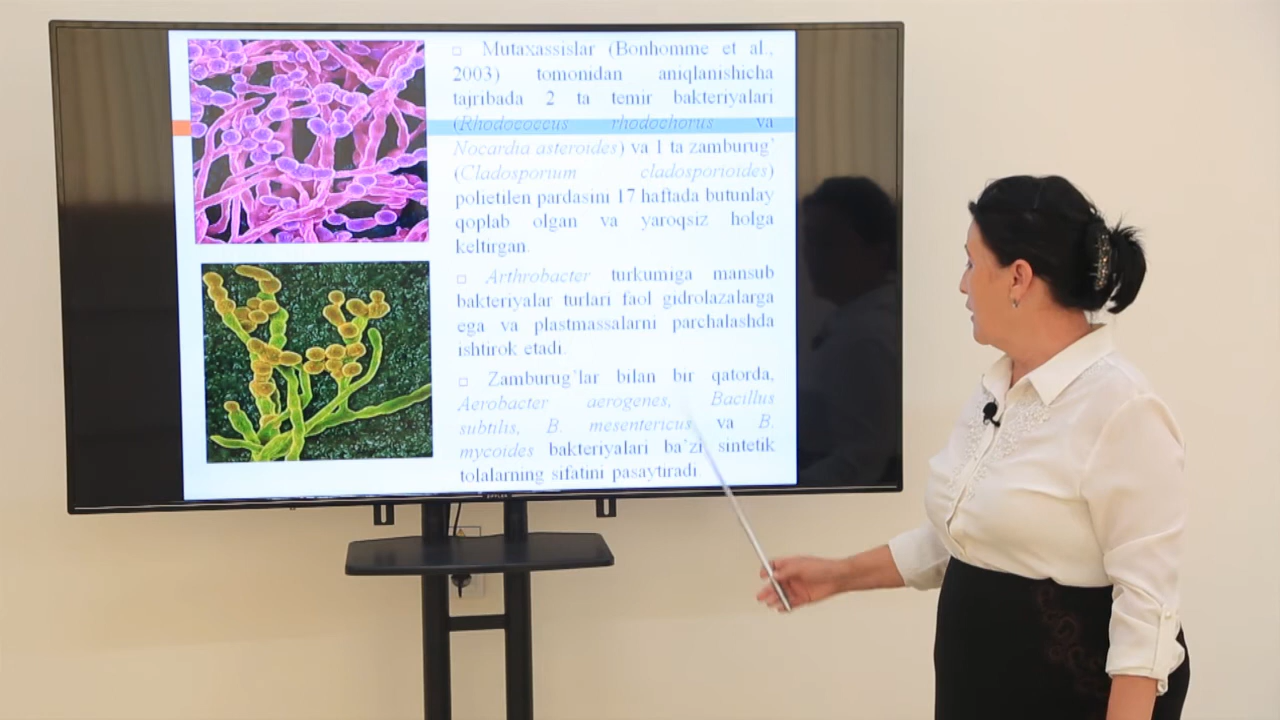 □ Mutaxassislar (Bonhomme et al.,
2003) tomonidan aniqlanishicha
tajribada 2 ta temir bakteriyalari
(Rhodococcus rhodochorus va
Nocardia asteroides) va 1 ta zamburug'
(Cladosporium cladosporioides)
polietilen pardasini 17 haftada butunlay
qoplab olgan va yaroqsiz holga
keltirgan.
□ Arthrobacter turkumiga mansub
bakteriyalar turlari faol gidrolazalarga
ega va plastmassalarni parchalashda
ishtirok etadi.
□ Zamburug'lar bilan bir qatorda,
Aerobacter aerogenes, Bacillus
subtilis, B. mesentericus va B.
mycoides bakteriyalari ba'zi sintetik
tolalarning sifatini pasaytiradi.
ZIFFLER